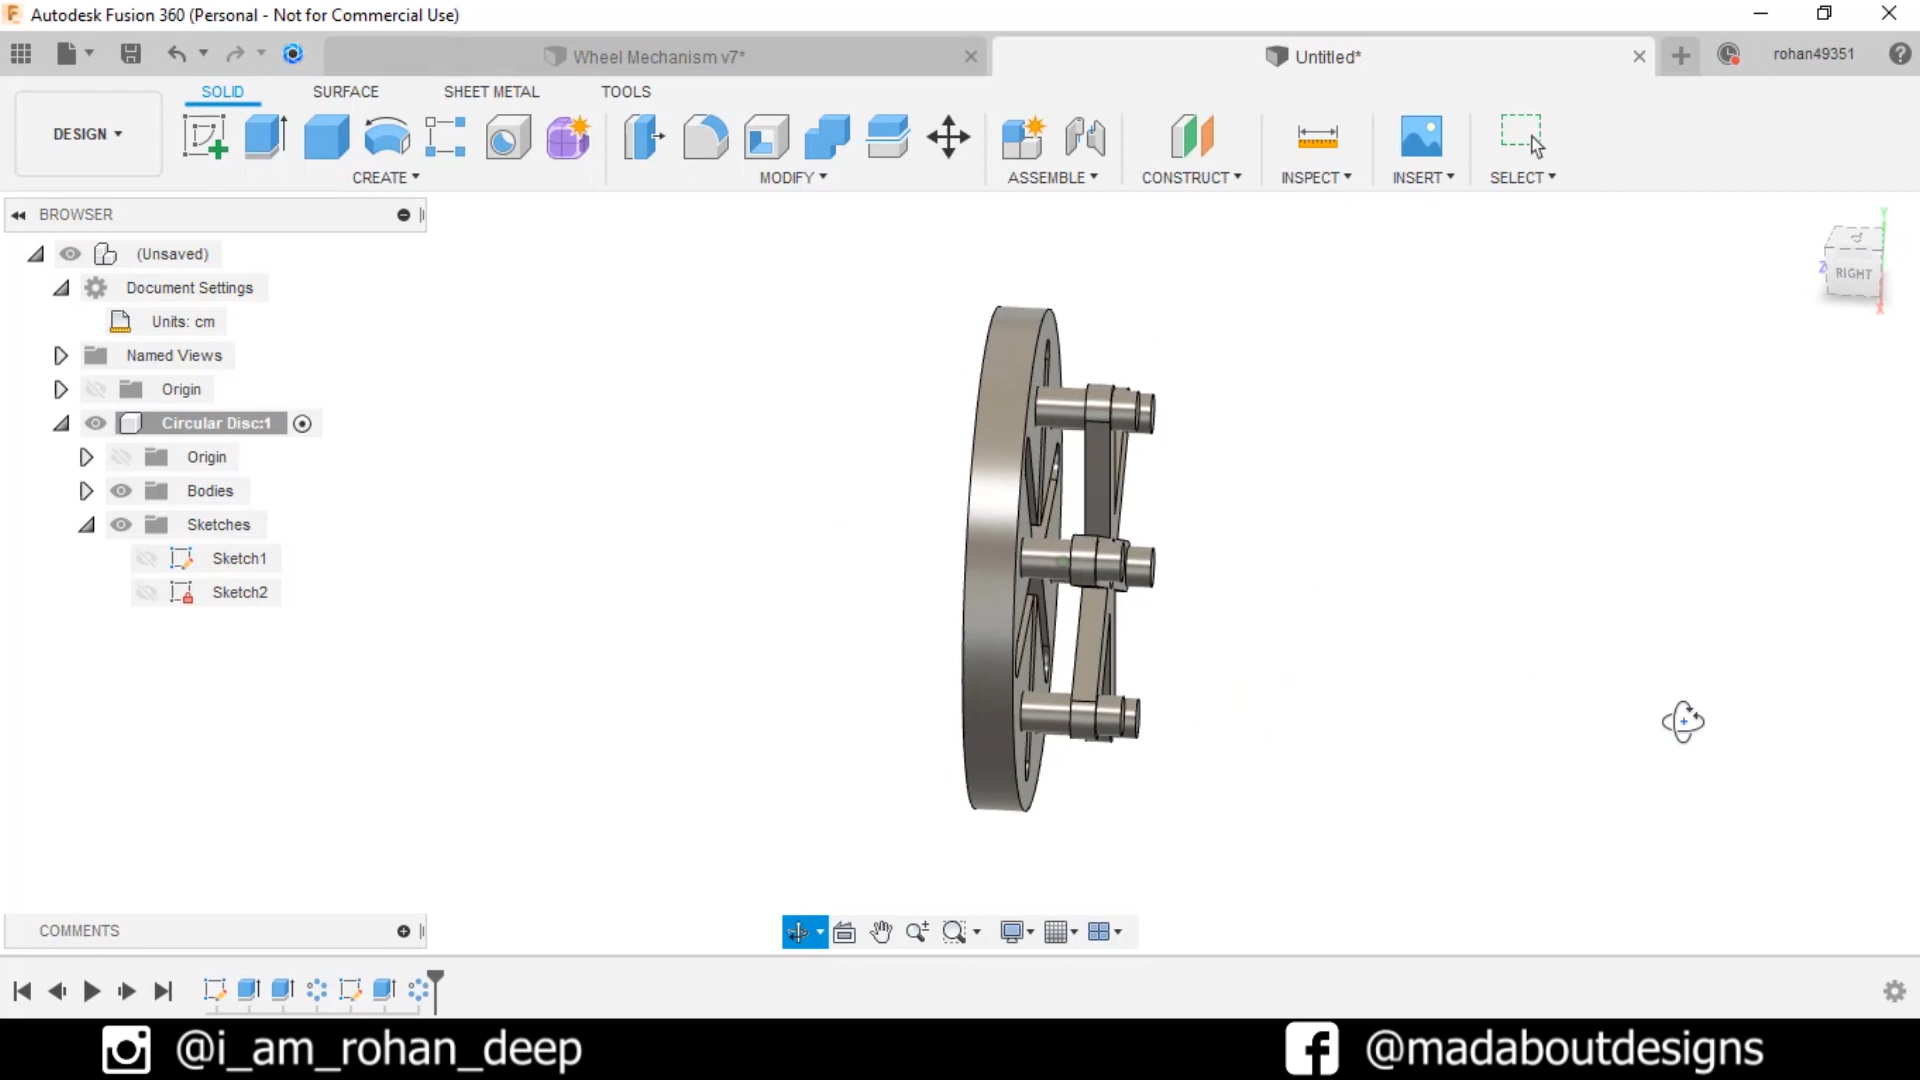 Autodesk Fusion 360 (Personal - Not for Commercial Use)
Wheel Mechanism v7*
Untitled*
rohan49351
SOLID
SURFACE
SHEET METAL
TOOLS
DESIGN
CREATE
MODIFY
ASSEMBLE
CONSTRUCT
INSPECT
INSERT
SELECT
BROWSER
(Unsaved)
Document Settings
Units: cm
Named Views
Origin
Circular Disc:1
Origin
Bodies
Sketches
Sketch1
Sketch2
RIGHT
COMMENTS
@i_am_rohan_deep
@madaboutdesigns